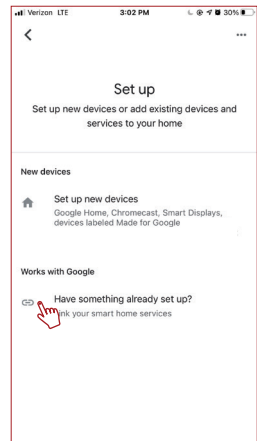 Verizon LTE 3:02 PM 30%
Set up
Set up new devices or add existing devices and
services to your home
New devices
Set up new devices
Google Home, Chromecast, Smart Displays,
devices labeled Made for Google
Works with Google
Have something already set up?
ink your smart home services